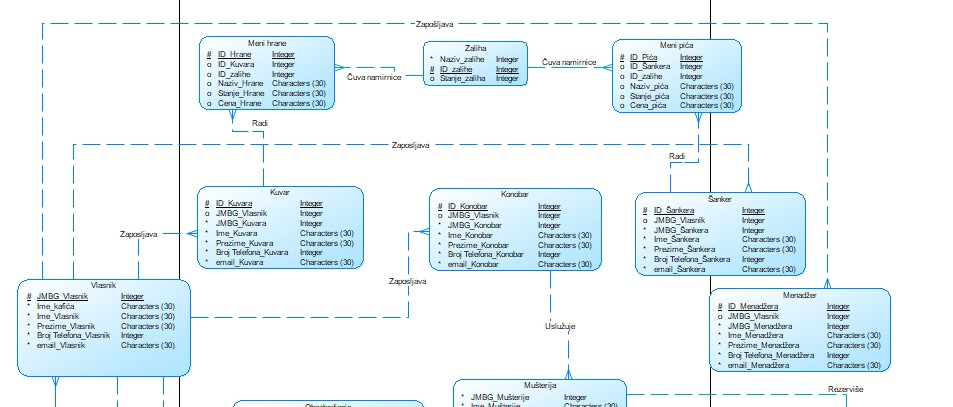 Zapošljava
Meni hrane
# ID_Hrane Integer
o ID_Kuvara Integer
o ID_zalihe Integer
o Naziv_Hrane Characters (30)
o Stanje_Hrane Characters (30)
o Cena_Hrane Characters (30)
Čuva namirnice
Zaliha
* Naziv_zalihe Integer
# ID_zalihe Integer
o Stanje_zaliha Integer
Čuva namirnice
Meni pića
# ID_Pića Integer
o ID_Šankera Integer
o ID_zalihe Integer
o Naziv_pića Characters (30)
o Stanje_pića Characters (30)
o Cena_pića Characters (30)
Radi
Zaposljava
Radi
Kuvar
# ID_Kuvara Integer
o JMBG_Vlasnik Integer
* JMBG_Kuvara Integer
* Ime_Kuvara Characters (30)
* Prezime_Kuvara Characters (30)
* Broj Telefona_Kuvara Integer
* email_Kuvara Characters (30)
Konobar
# ID_Konobar Integer
o JMBG_Vlasnik Integer
* JMBG_Konobar Integer
* Ime_Konobar Characters (30)
* Prezime_Konobar Characters (30)
* Broj Telefona_Konobar Integer
* email_Konobar Characters (30)
Šanker
# ID_Šankera Integer
o JMBG_Vlasnik Integer
* JMBG_Šankera Integer
* Ime_Šankera Characters (30)
* Prezime_Šankera Characters (30)
* Broj Telefona_Šankera Integer
* email_Šankera Characters (30)
Zaposljava
Zaposljava
Vlasnik
# JMBG_Vlasnik Integer
* Ime_kafića Characters (30)
* Ime_Vlasnik Characters (30)
* Prezime_Vlasnik Characters (30)
* Broj Telefona_Vlasnik Integer
* email_Vlasnik Characters (30)
Menadžer
# ID_Menadžera Integer
o JMBG_Vlasnik Integer
* JMBG_Menadžera Integer
* Ime_Menadžera Characters (30)
* Prezime_Menadžera Characters (30)
* Broj Telefona_Menadžera Integer
* email_Menadžera Characters (30)
Uslužuje
Mušterija
* JMBG_Mušterije Integer
* Ime_Mušterije Characters (30)
Rezerviše